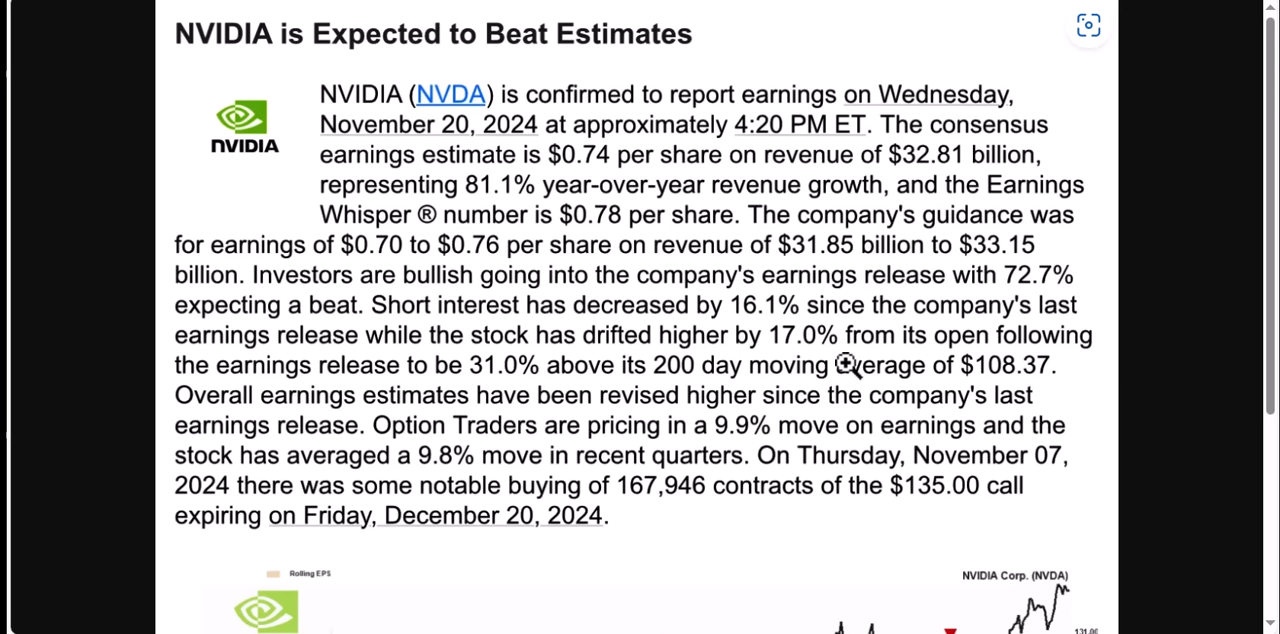 NVIDIA is Expected to Beat Estimates
NVIDIA (NVDA) is confirmed to report earnings on Wednesday,
November 20, 2024 at approximately 4:20 PM ET. The consensus
earnings estimate is $0.74 per share on revenue of $32.81 billion,
representing 81.1% year-over-year revenue growth, and the Earnings
Whisper ® number is $0.78 per share. The company's guidance was
nVIDIA
for earnings of $0.70 to $0.76 per share on revenue of $31.85 billion to $33.15
billion. Investors are bullish going into the company's earnings release with 72.7%
expecting a beat. Short interest has decreased by 16.1% since the company's last
earnings release while the stock has drifted higher by 17.0% from its open following
the earnings release to be 31.0% above its 200 day moving average of $108.37.
Overall earnings estimates have been revised higher since the company's last
earnings release. Option Traders are pricing in a 9.9% move on earnings and the
stock has averaged a 9.8% move in recent quarters. On Thursday, November 07,
2024 there was some notable buying of 167,946 contracts of the $135.00 call
expiring on Friday, December 20, 2024.
Rolling EPS
NVIDIA Corp. (NVDA)